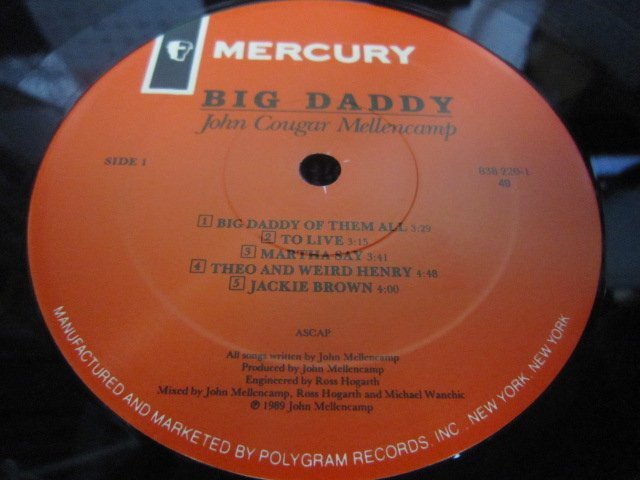 MERCURY
BIG DADDY
John Cougar Mellencamp
SIDE 1
838 220-1
4B
1 BIG DADDY OF THEM ALL 3:29
2 TO LIVE 3:15
3 MARTHA SAY 3:41
4 THEO AND WEIRD HENRY 4:48
5 JACKIE BROWN 4:00
ASCAP
All songs written by John Mellencamp
Produced by John Mellencamp
Engineered by Ross Hogarth
Mixed by John Mellencamp, Ross Hogarth and Michael Wanchic
℗ 1989 John Mellencamp
MANUFACTURED AND MARKETED BY POLYGRAM RECORDS, INC., NEW YORK, NEW YORK